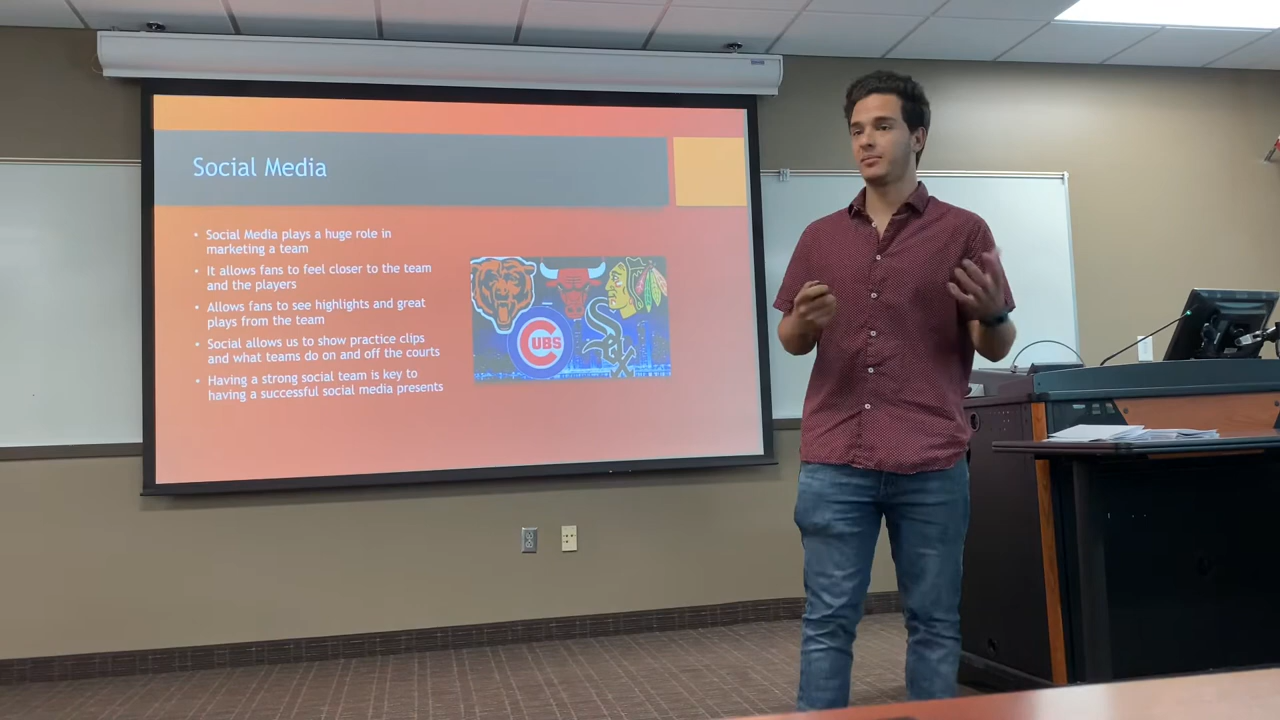 Social Media
• Social Media plays a huge role in
marketing a team
• It allows fans to feel closer to the team
and the players
• Allows fans to see highlights and great
plays from the team
• Social allows us to show practice clips
and what teams do on and off the courts
• Having a strong social team is key to
having a successful social media presents
CUBS
Sox